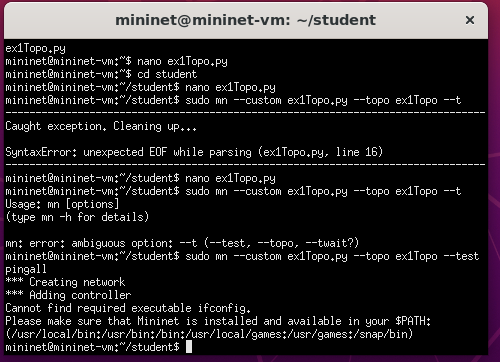 mininet@mininet-vm: ~/student
ex1Topo.py
mininet@mininet-vm:~$ nano ex1Topo.py
mininet@mininet-vm:~$ cd student
mininet@mininet-vm:~/student$ nano ex1Topo.py
mininet@mininet-vm:~/student$ sudo mn --custom ex1Topo.py --topo ex1Topo --t
--------------------------------------------------------------------------------
Caught exception. Cleaning up...

SyntaxError: unexpected EOF while parsing (ex1Topo.py, line 16)
--------------------------------------------------------------------------------
mininet@mininet-vm:~/student$ nano ex1Topo.py
mininet@mininet-vm:~/student$ sudo mn --custom ex1Topo.py --topo ex1Topo --t
Usage: mn [options]
(type mn -h for details)

mn: error: ambiguous option: --t (--test, --topo, --twait?)
mininet@mininet-vm:~/student$ sudo mn --custom ex1Topo.py --topo ex1Topo --test
pingall
*** Creating network
*** Adding controller
Cannot find required executable ifconfig.
Please make sure that Mininet is installed and available in your $PATH:
(/usr/local/bin:/usr/bin:/bin:/usr/local/games:/usr/games:/snap/bin)
mininet@mininet-vm:~/student$